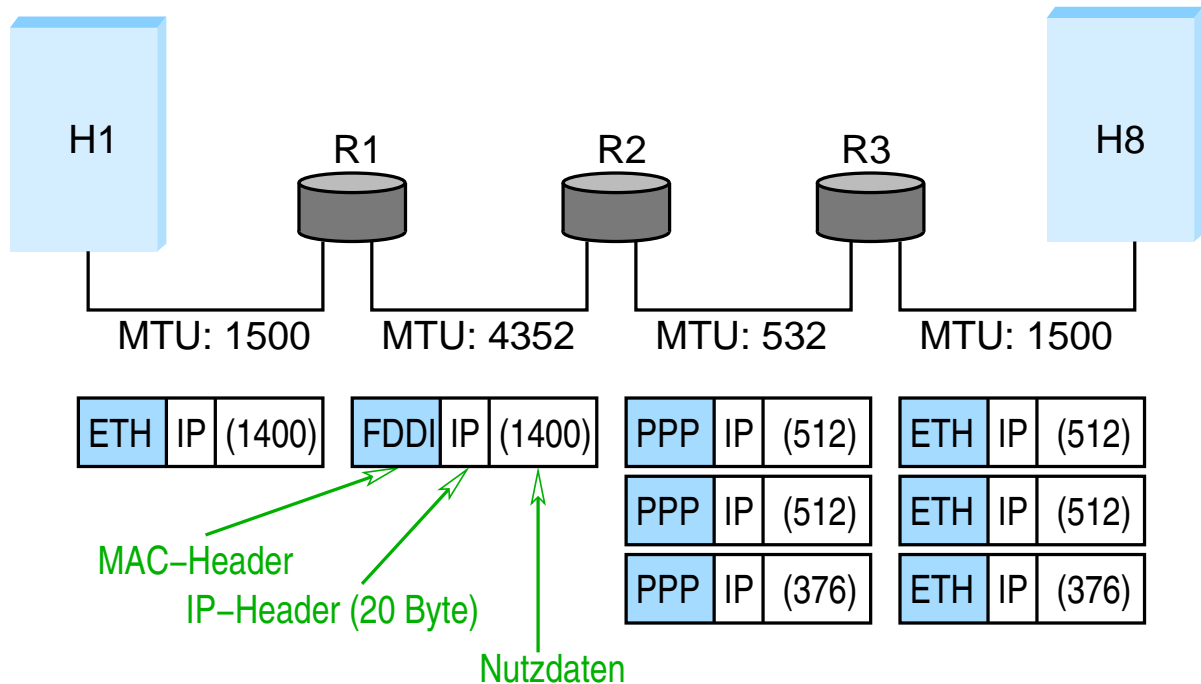 H1
R1
R2
R3
H8
MTU: 1500
MTU: 4352
MTU: 532
MTU: 1500
ETH IP (1400)
FDDI IP (1400)
PPP IP (512)
ETH IP (512)
PPP IP (512)
ETH IP (512)
PPP IP (376)
ETH IP (376)
MAC–Header
IP–Header (20 Byte)
Nutzdaten